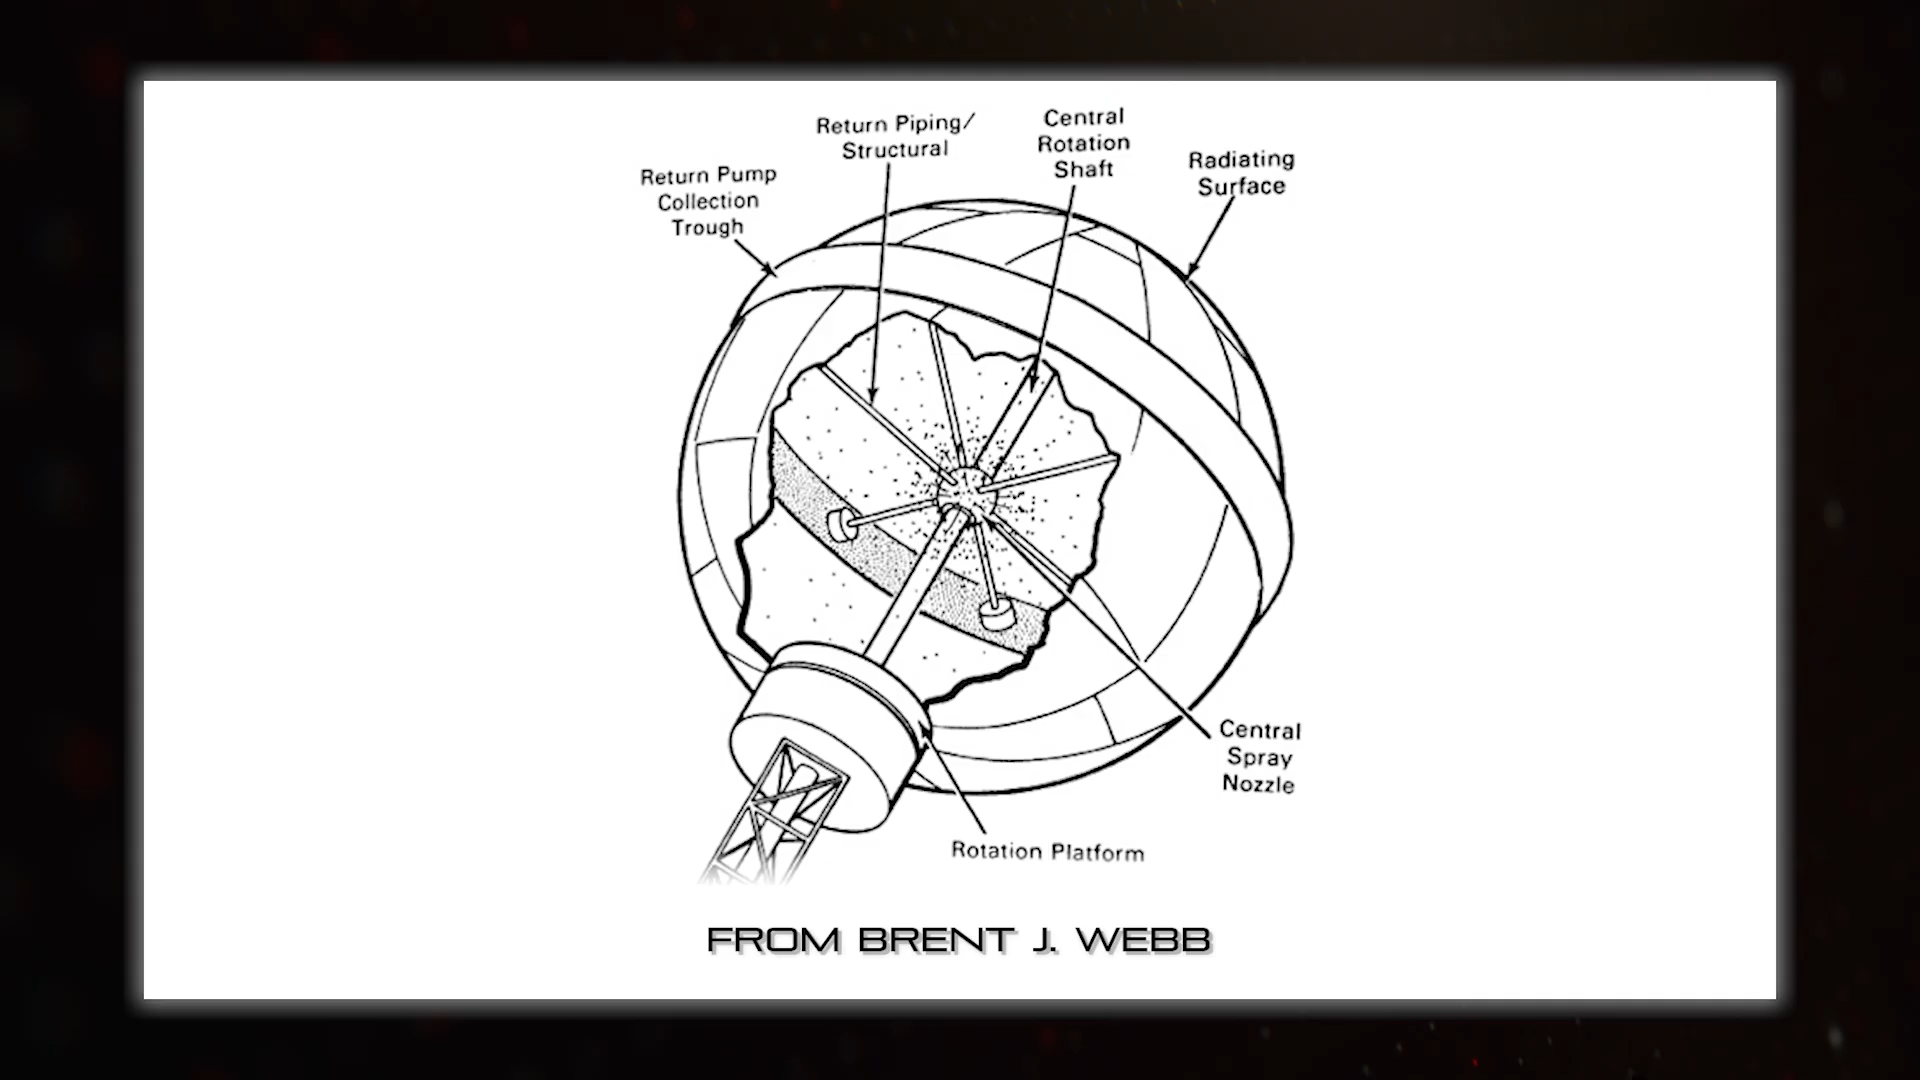 Return Piping/
Structural
Central
Rotation
Shaft
Radiating
Surface
Return Pump
Collection
Trough
Central
Spray
Nozzle
Rotation Platform
FROM BRENT J. WEBB